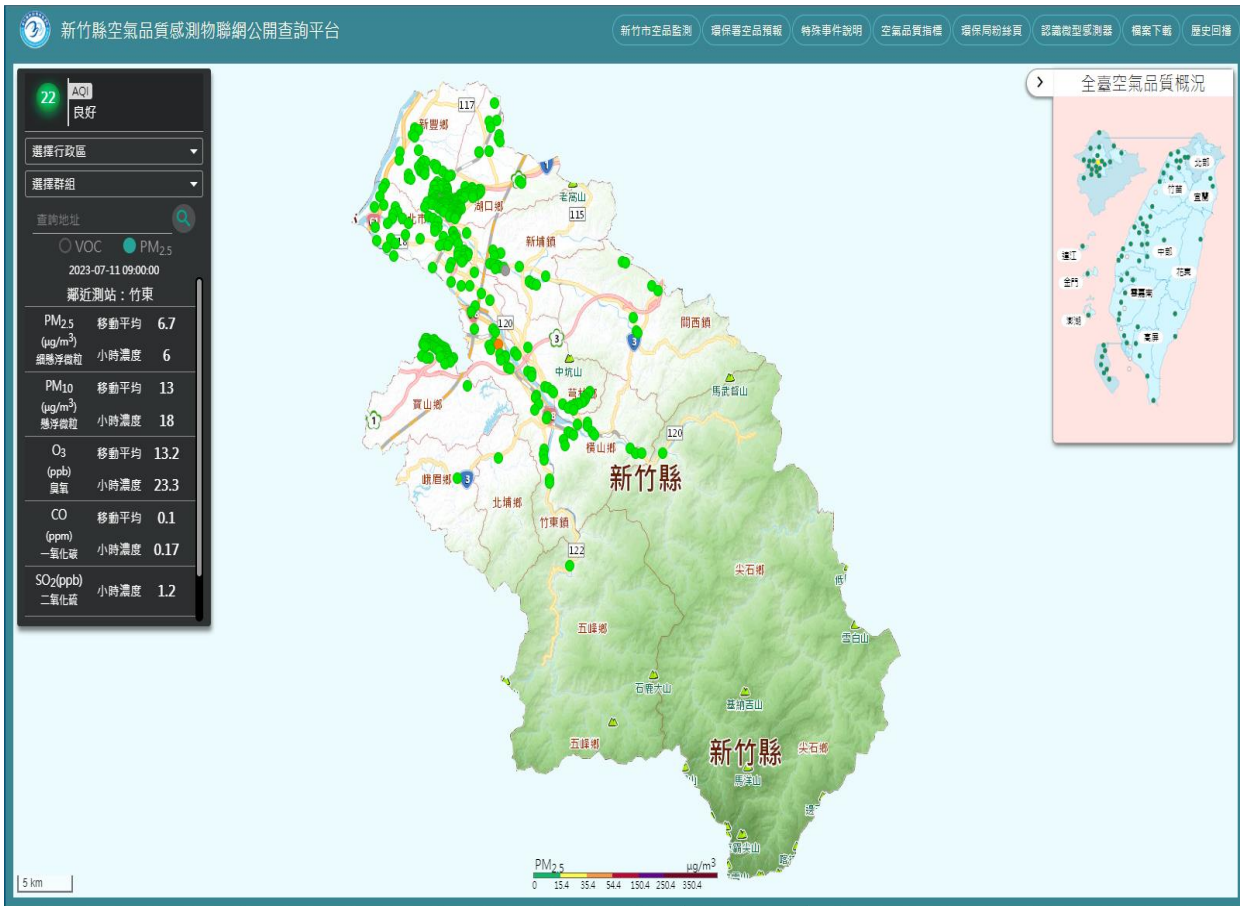 新竹縣空氣品質感測物聯網公開查詢平台
新竹市空品監測
環保署空品預報
特殊事件說明
空氣品質指標
環保局粉絲頁
認識微型感測器
檔案下載
歷史回播
22
AQI
良好
選擇行政區
選擇群組
查詢地址
VOC
PM2.5
2023-07-11 09:00:00
鄰近測站：竹東
PM2.5 移動平均 6.7
(μg/m3)
細懸浮微粒 小時濃度 6
PM10 移動平均 13
(μg/m3)
懸浮微粒 小時濃度 18
O3 移動平均 13.2
(ppb)
臭氧 小時濃度 23.3
CO 移動平均 0.1
(ppm)
一氧化碳 小時濃度 0.17
SO2(ppb)
二氧化硫 小時濃度 1.2
117
新豐鄉
1
老窩山
湖口鄉
115
北市
新埔鎮
120
關西鎮
3
3
中坑山
馬武督山
寶山鄉
1
120
橫山鄉
新竹縣
峨眉鄉
3
北埔鄉
竹東鎮
122
尖石鄉
五峰鄉
雪白山
石鹿大山
基納吉山
五峰鄉
新竹縣
尖石鄉
馬洋山
霸尖山
全臺空氣品質概況
北部
竹苗
宜蘭
連江
中部
花東
金門
雲嘉南
澎湖
高屏
5 km
PM2.5 μg/m3
0 15.4 35.4 54.4 150.4 250.4 350.4